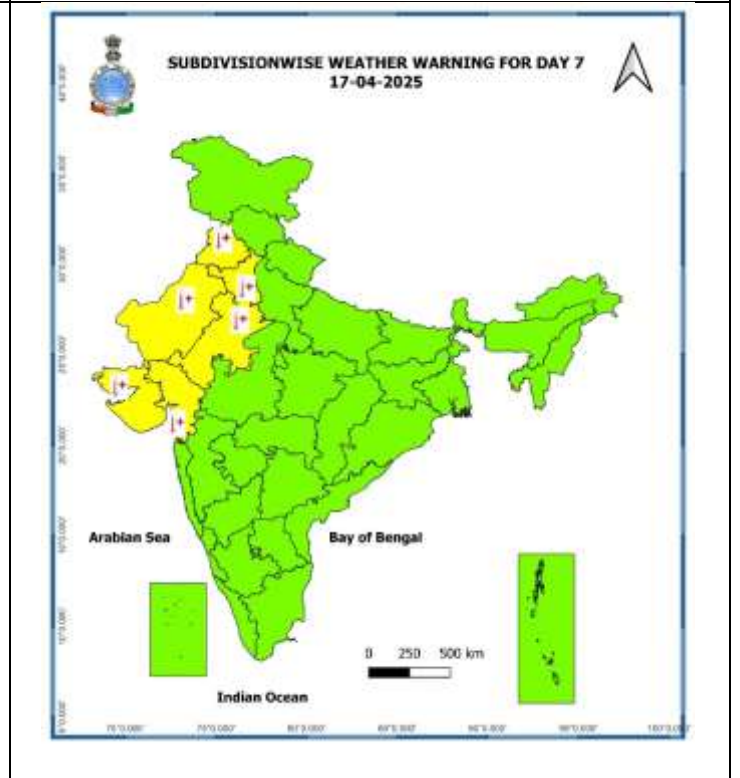 SUBDIVISIONWISE WEATHER WARNING FOR DAY 7
17-04-2025
Arabian Sea
Bay of Bengal
0 250 500 km
Indian Ocean